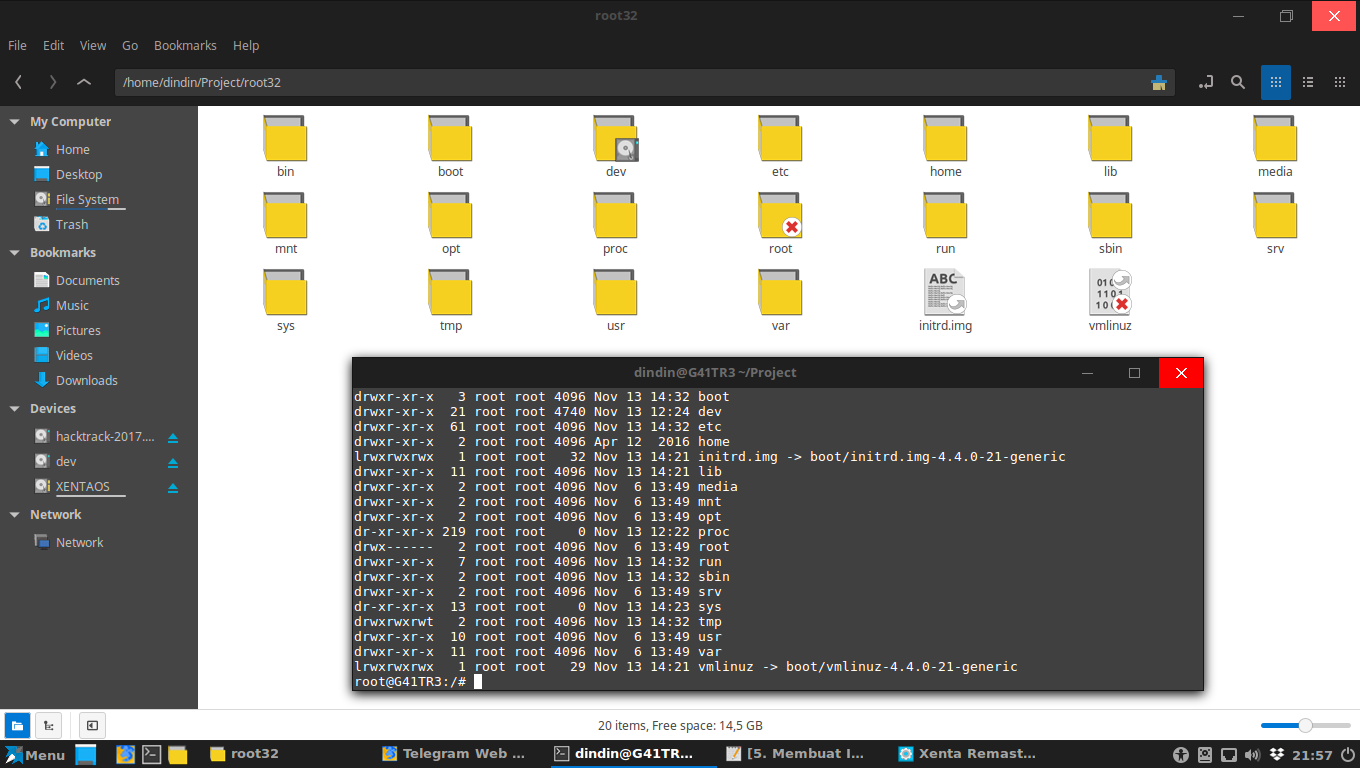 root32
File Edit View Go Bookmarks Help
/home/dindin/Project/root32
My Computer
Home
Desktop
File System
Trash
Bookmarks
Documents
Music
Pictures
Videos
Downloads
Devices
hacktrack-2017....
dev
XENTAOS
Network
Network
bin boot dev etc home lib media
mnt opt proc root run sbin srv
sys tmp usr var initrd.img vmlinuz
dindin@G41TR3 ~/Project
drwxr-xr-x   3 root root 4096 Nov 13 14:32 boot
drwxr-xr-x  21 root root 4740 Nov 13 12:24 dev
drwxr-xr-x  61 root root 4096 Nov 13 14:32 etc
drwxr-xr-x   2 root root 4096 Apr 12  2016 home
lrwxrwxrwx   1 root root   32 Nov 13 14:21 initrd.img -> boot/initrd.img-4.4.0-21-generic
drwxr-xr-x  11 root root 4096 Nov 13 14:21 lib
drwxr-xr-x   2 root root 4096 Nov  6 13:49 media
drwxr-xr-x   2 root root 4096 Nov  6 13:49 mnt
drwxr-xr-x   2 root root 4096 Nov  6 13:49 opt
dr-xr-xr-x 219 root root    0 Nov 13 12:22 proc
drwx------   2 root root 4096 Nov  6 13:49 root
drwxr-xr-x   7 root root 4096 Nov 13 14:32 run
drwxr-xr-x   2 root root 4096 Nov 13 14:32 sbin
drwxr-xr-x   2 root root 4096 Nov  6 13:49 srv
dr-xr-xr-x  13 root root    0 Nov 13 14:23 sys
drwxrwxrwt   2 root root 4096 Nov 13 14:32 tmp
drwxr-xr-x  10 root root 4096 Nov  6 13:49 usr
drwxr-xr-x  11 root root 4096 Nov  6 13:49 var
lrwxrwxrwx   1 root root   29 Nov 13 14:21 vmlinuz -> boot/vmlinuz-4.4.0-21-generic
root@G41TR3:/#
20 items, Free space: 14,5 GB
Menu root32 Telegram Web ... dindin@G41TR... [5. Membuat I... Xenta Remast... 21:57